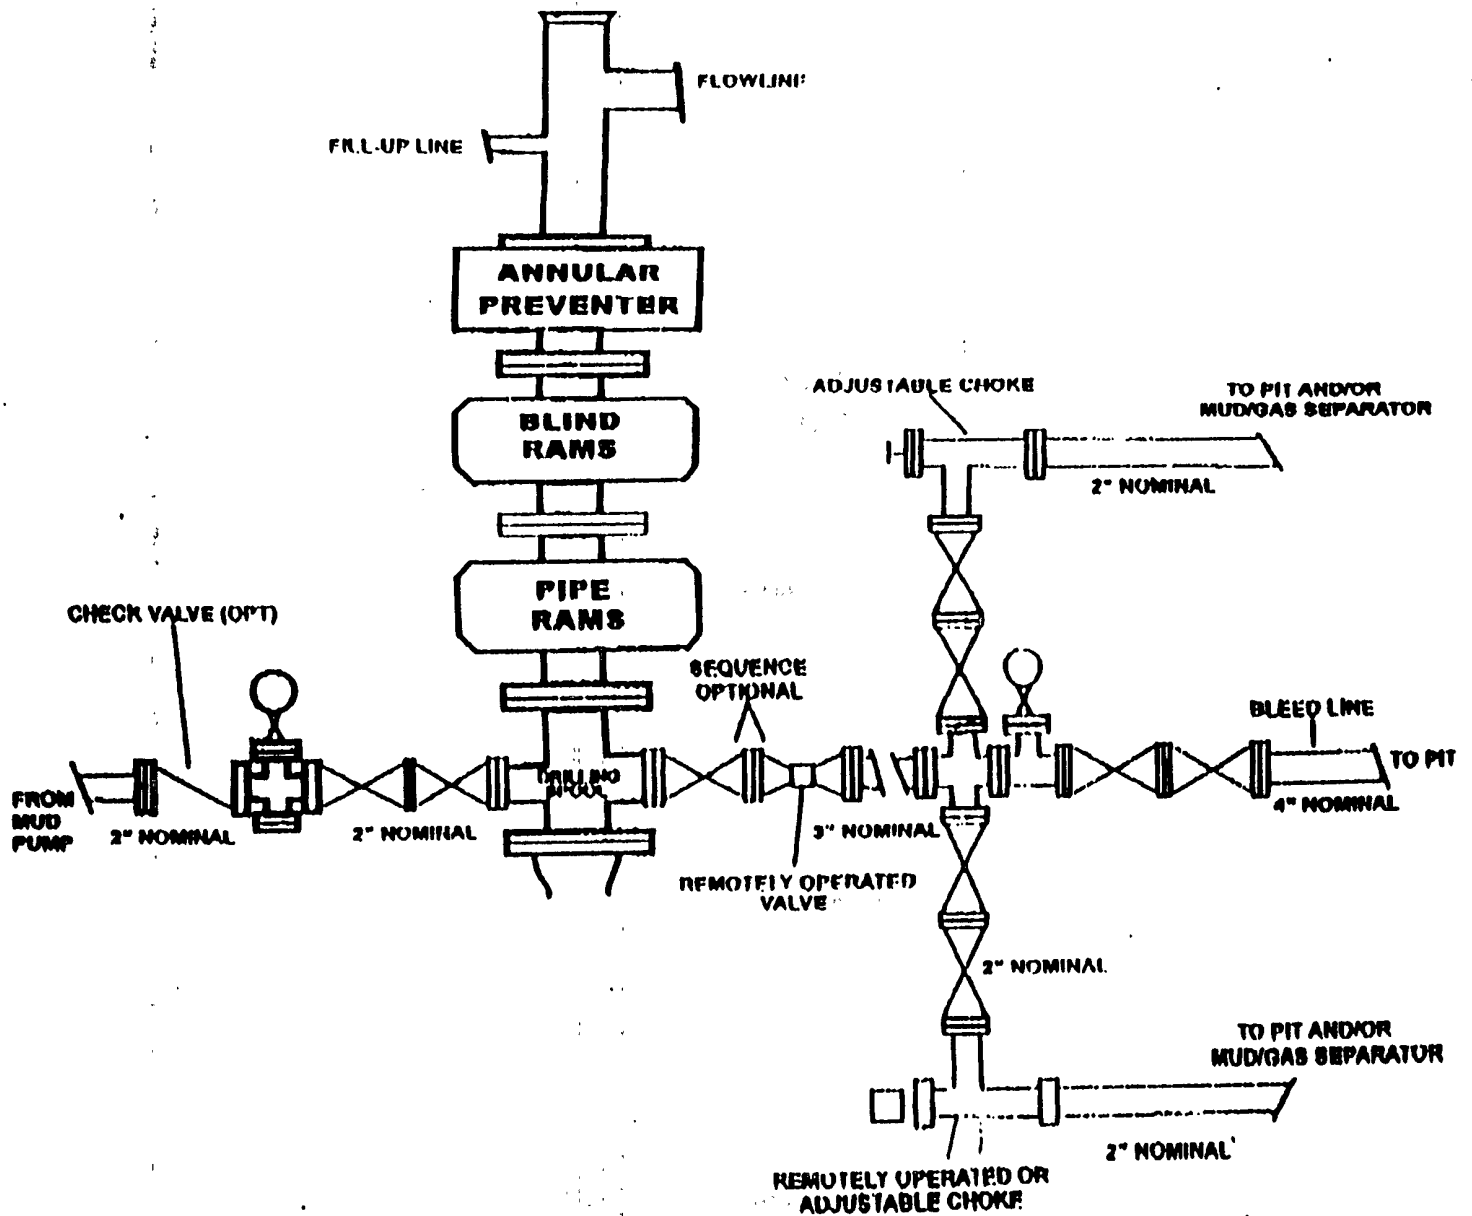 FLOWLINE
FILL-UP LINE
ANNULAR
PREVENTER
BLIND
RAMS
PIPE
RAMS
ADJUSTABLE CHOKE
TO PIT AND/OR
MUD/GAS SEPARATOR
2" NOMINAL
CHECK VALVE (OPT)
SEQUENCE
OPTIONAL
BLEED LINE
TO PIT
4" NOMINAL
FROM
MUD
PUMP
2" NOMINAL
2" NOMINAL
DRILLING
SPOOL
3" NOMINAL
REMOTELY OPERATED
VALVE
2" NOMINAL
TO PIT AND/OR
MUD/GAS SEPARATOR
2" NOMINAL
REMOTELY OPERATED OR
ADJUSTABLE CHOKE